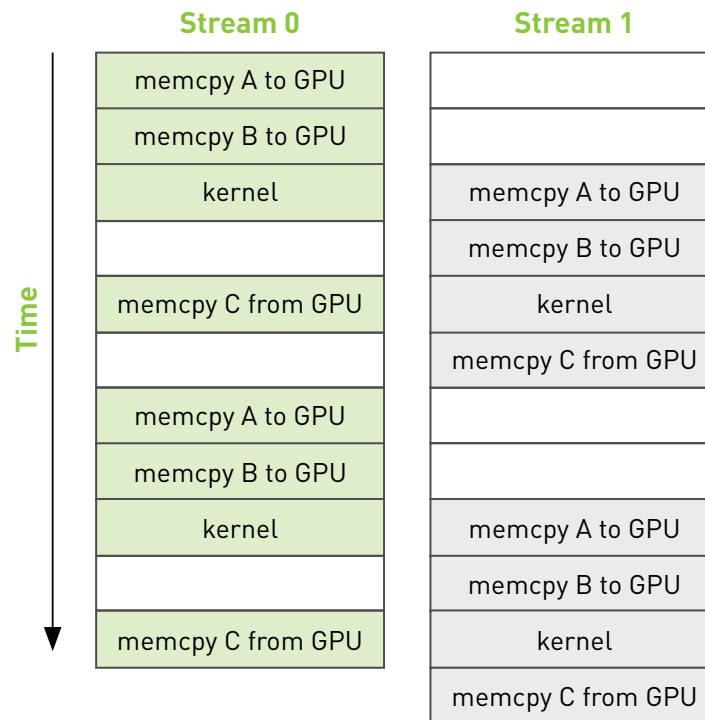 Stream 0
Stream 1
Time
memcpy A to GPU
memcpy B to GPU
kernel
memcpy C from GPU
memcpy A to GPU
memcpy B to GPU
kernel
memcpy C from GPU
memcpy A to GPU
memcpy B to GPU
kernel
memcpy C from GPU
memcpy A to GPU
memcpy B to GPU
kernel
memcpy C from GPU